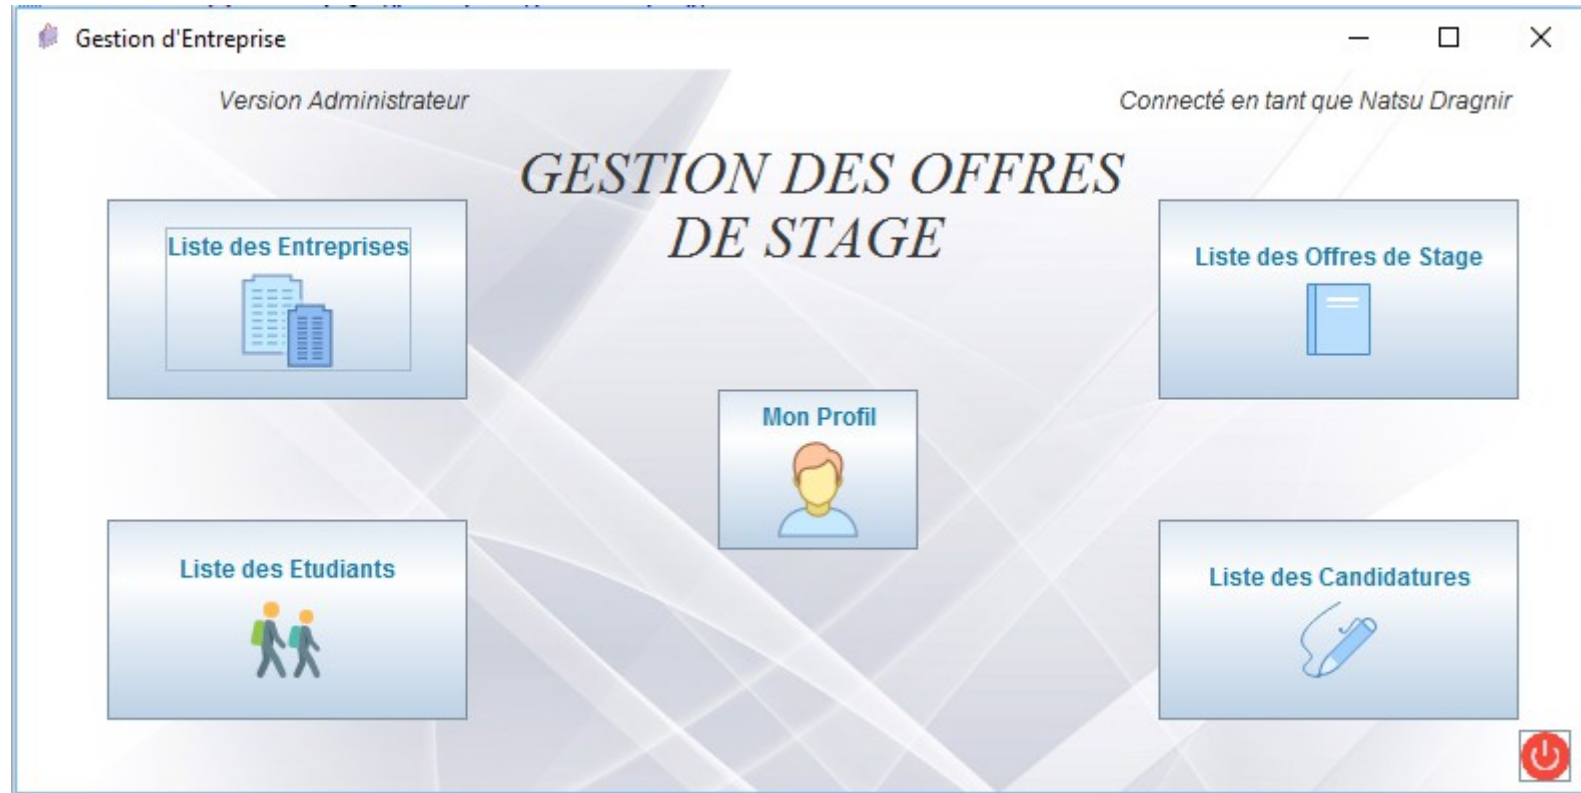 Gestion d'Entreprise
Version Administrateur
Connecté en tant que Natsu Dragnir
GESTION DES OFFRES
DE STAGE
Liste des Entreprises
Liste des Offres de Stage
Mon Profil
Liste des Etudiants
Liste des Candidatures